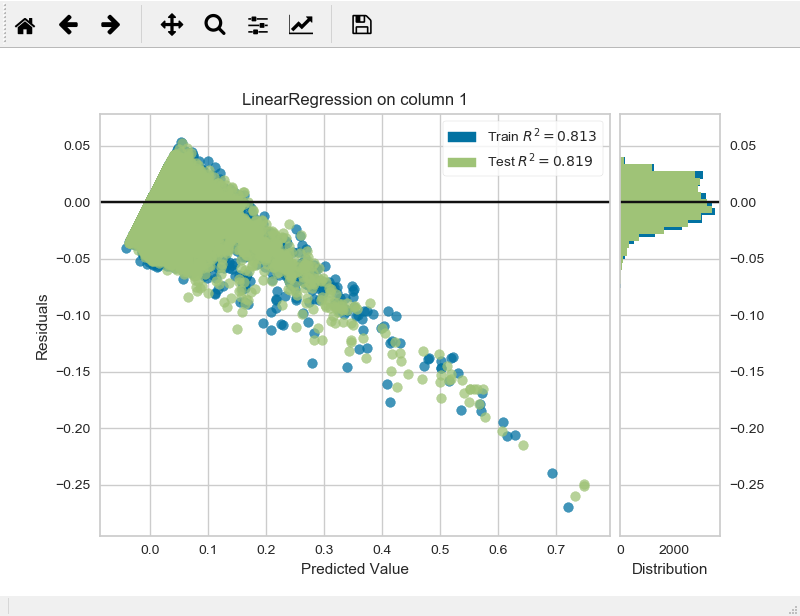 LinearRegression on column 1
Train R² = 0.813
Test R² = 0.819
0.05
0.00
−0.05
−0.10
−0.15
−0.20
−0.25
Residuals
0.0 0.1 0.2 0.3 0.4 0.5 0.6 0.7
Predicted Value
0.05
0.00
−0.05
−0.10
−0.15
−0.20
−0.25
0 2000
Distribution